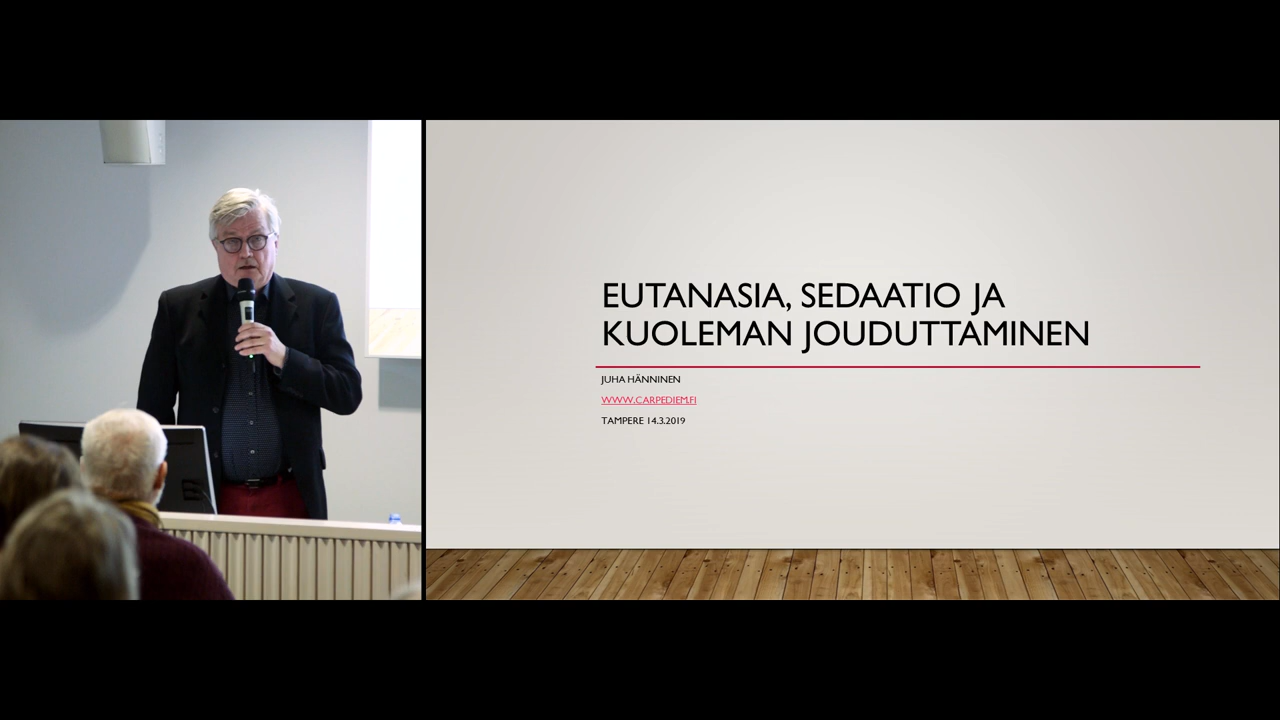 EUTANASIA, SEDAATIO JA
KUOLEMAN JOUDUTTAMINEN
JUHA HÄNNINEN
WWW.CARPEDIEM.FI
TAMPERE 14.3.2019